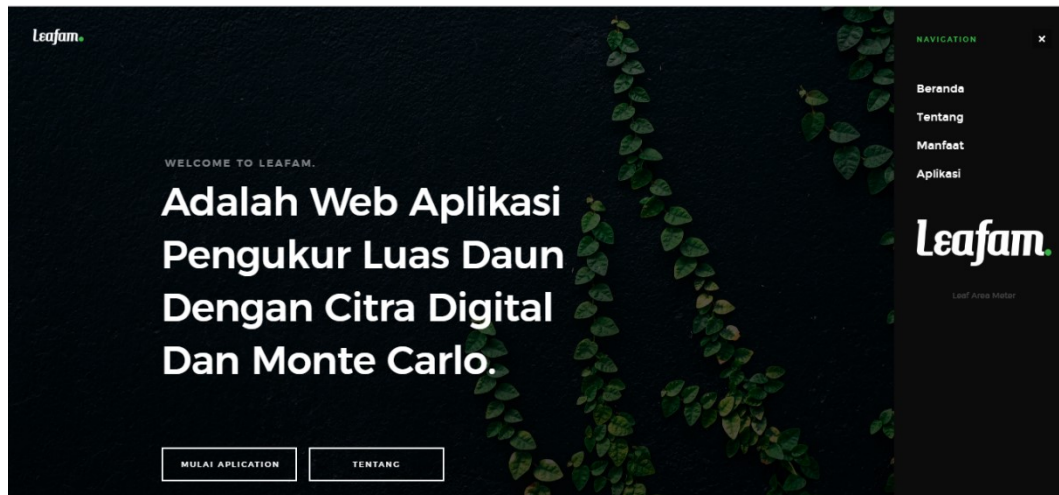 Leafam.
NAVIGATION ×
Beranda
Tentang
Manfaat
Aplikasi
Leafam.
Leaf Area Meter
WELCOME TO LEAFAM.
Adalah Web Aplikasi
Pengukur Luas Daun
Dengan Citra Digital
Dan Monte Carlo.
MULAI APLICATION
TENTANG